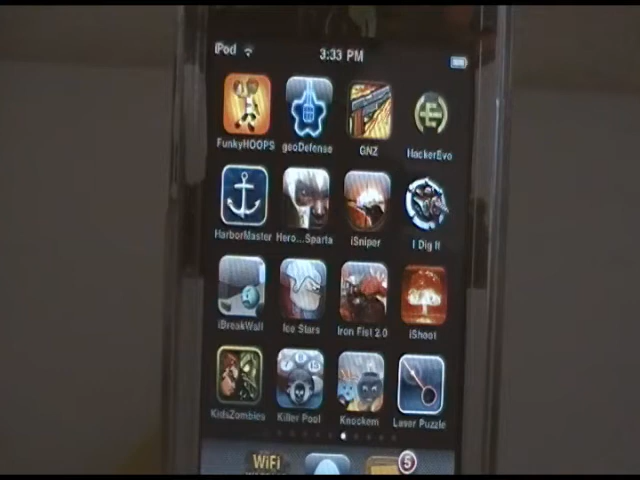 iPod 3:33 PM
FunkyHOOPS geoDefense GNZ HackerEvo
HarborMaster Hero...Sparta iSniper I Dig It
iBreakWall Ice Stars Iron Fist 2.0 iShoot
KidsZombies Killer Pool Knockem Laser Puzzle
WiFi 5